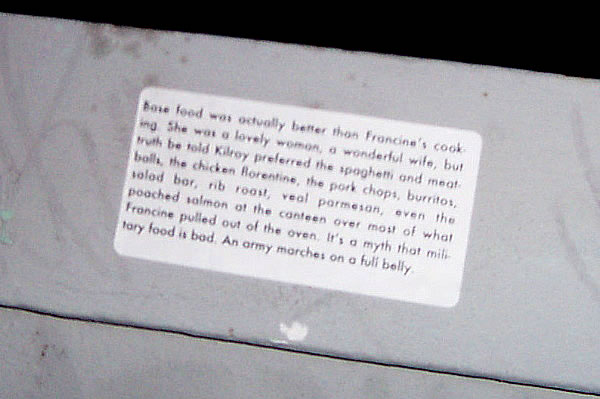 Base food was actually better than Francine's cook-
ing. She was a lovely woman, a wonderful wife, but
truth be told Kilroy preferred the spaghetti and meat-
balls, the chicken florentine, the pork chops, burritos,
salad bar, rib roast, veal parmesan, even the
poached salmon at the canteen over most of what
Francine pulled out of the oven. It's a myth that mili-
tary food is bad. An army marches on a full belly.